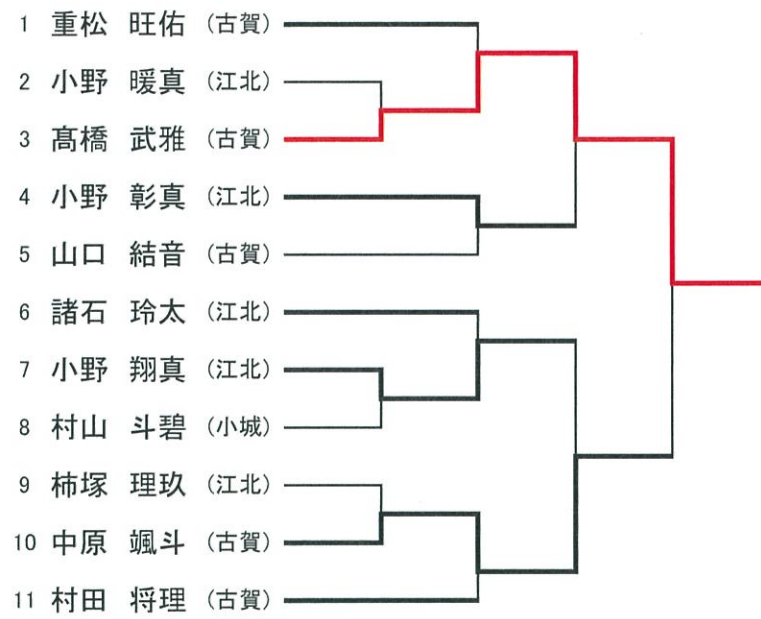 1 重松 旺佑 (古賀)
2 小野 暖真 (江北)
3 髙橋 武雅 (古賀)
4 小野 彰真 (江北)
5 山口 結音 (古賀)
6 諸石 玲太 (江北)
7 小野 翔真 (江北)
8 村山 斗碧 (小城)
9 柿塚 理玖 (江北)
10 中原 颯斗 (古賀)
11 村田 将理 (古賀)